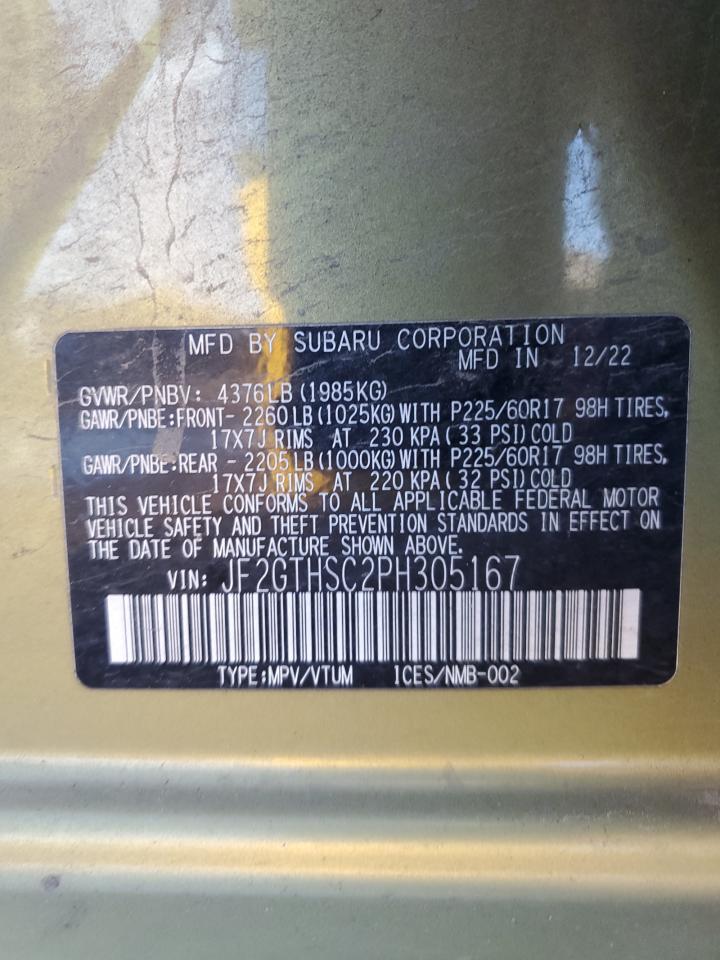 MFD BY SUBARU CORPORATION
MFD IN 12/22
GVWR/PNBV: 4376LB (1985KG)
GAWR/PNBE:FRONT- 2260LB (1025KG)WITH P225/60R17 98H TIRES,
17X7J RIMS AT 230 KPA (33 PSI)COLD
GAWR/PNBE:REAR - 2205LB (1000KG)WITH P225/60R17 98H TIRES,
17X7J RIMS AT 220 KPA (32 PSI)COLD
THIS VEHICLE CONFORMS TO ALL APPLICABLE FEDERAL MOTOR
VEHICLE SAFETY AND THEFT PREVENTION STANDARDS IN EFFECT ON
THE DATE OF MANUFACTURE SHOWN ABOVE.
VIN: JF2GTHSC2PH305167
TYPE:MPV/VTUM ICES/NMB-002